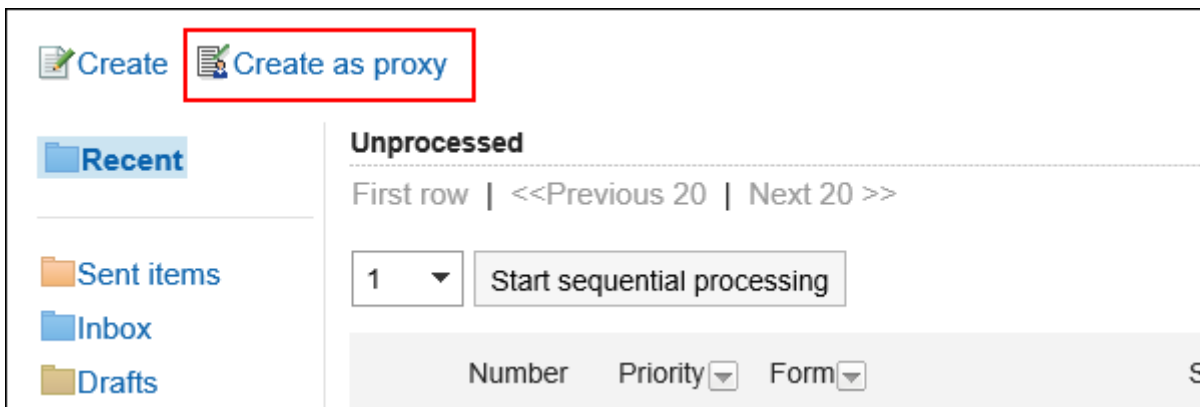 Create Create as proxy
Recent
Unprocessed
First row | <<Previous 20 | Next 20 >>
Sent items
1 Start sequential processing
Inbox
Number Priority Form S
Drafts